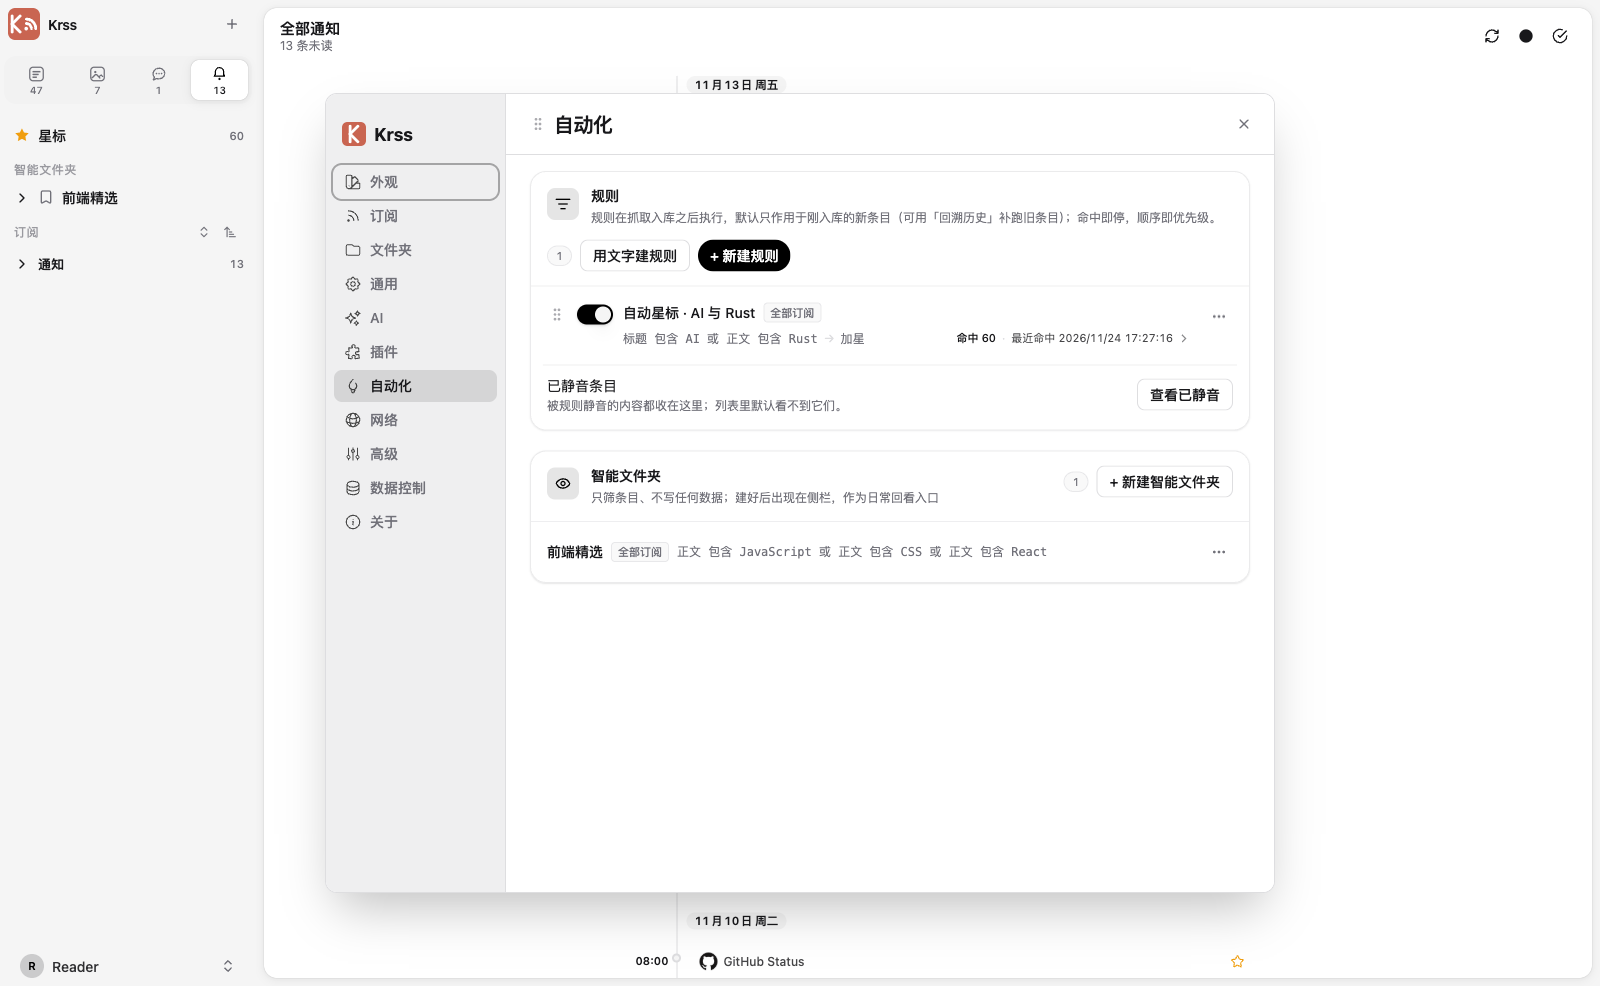 Krss
47
7
1
13
星标
60
智能文件夹
前端精选
订阅
通知
13
R
Reader
全部通知
13 条未读
11月13日 周五
Krss
外观
订阅
文件夹
通用
AI
插件
自动化
网络
高级
数据控制
关于
自动化
规则
规则在抓取入库之后执行，默认只作用于刚入库的新条目（可用「回溯历史」补跑旧条目）；命中即停，顺序即优先级。
1
用文字建规则
+ 新建规则
自动星标 · AI 与 Rust 全部订阅
标题 包含 AI 或 正文 包含 Rust → 加星
命中 60 · 最近命中 2026/11/24 17:27:16
已静音条目
被规则静音的内容都收在这里；列表里默认看不到它们。
查看已静音
智能文件夹
只筛条目、不写任何数据；建好后出现在侧栏，作为日常回看入口
1
+ 新建智能文件夹
前端精选 全部订阅 正文 包含 JavaScript 或 正文 包含 CSS 或 正文 包含 React
11月10日 周二
08:00
GitHub Status